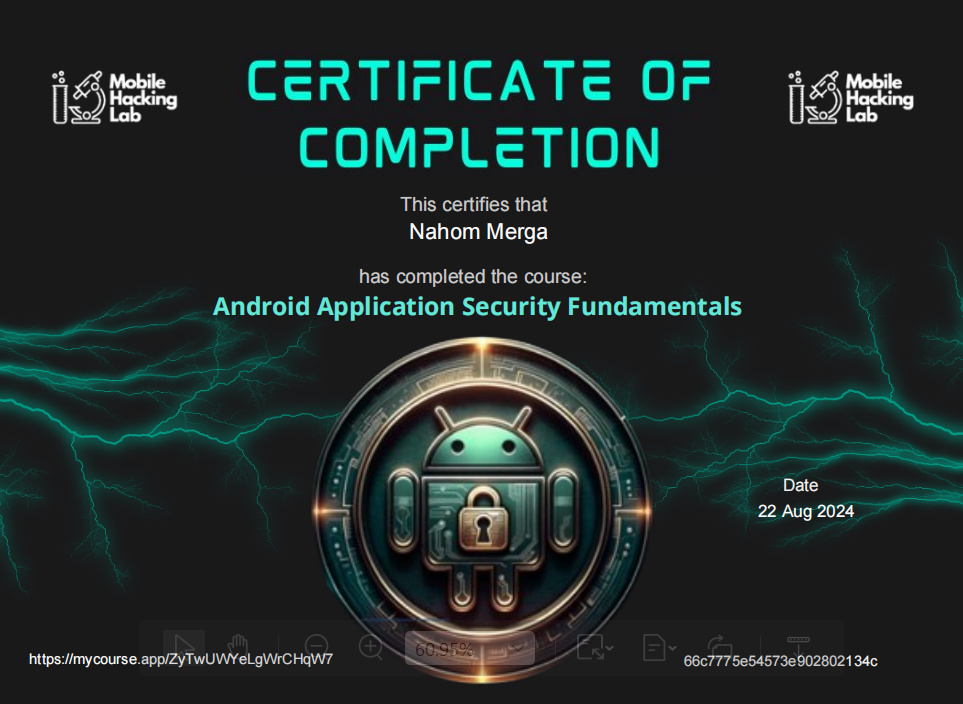 Mobile
Hacking
Lab
CERTIFICATE OF
COMPLETION
Mobile
Hacking
Lab
This certifies that
Nahom Merga
has completed the course:
Android Application Security Fundamentals
Date
22 Aug 2024
60.95%
https://mycourse.app/ZyTwUWYeLgWrCHqW7
66c7775e54573e902802134c